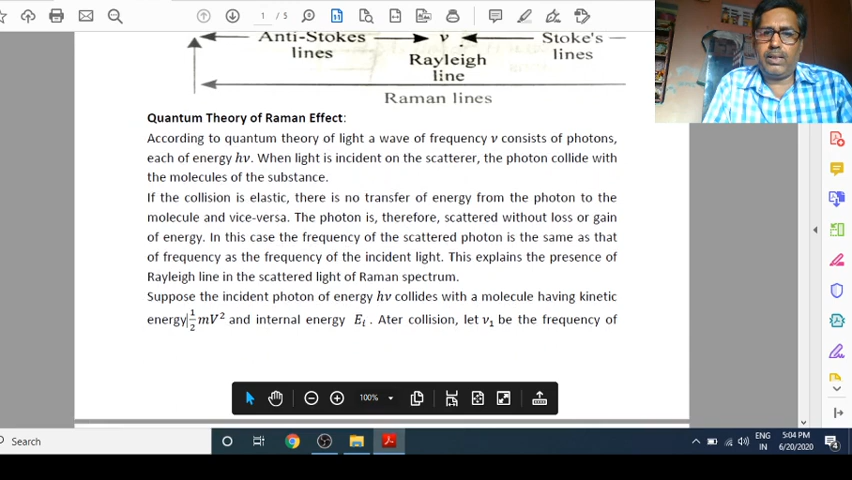 1 / 5
Anti-Stokes ν Stoke's
lines Rayleigh lines
line
Raman lines
Quantum Theory of Raman Effect:
According to quantum theory of light a wave of frequency ν consists of photons,
each of energy hν. When light is incident on the scatterer, the photon collide with
the molecules of the substance.
If the collision is elastic, there is no transfer of energy from the photon to the
molecule and vice-versa. The photon is, therefore, scattered without loss or gain
of energy. In this case the frequency of the scattered photon is the same as that
of frequency as the frequency of the incident light. This explains the presence of
Rayleigh line in the scattered light of Raman spectrum.
Suppose the incident photon of energy hν collides with a molecule having kinetic
energy ½mV² and internal energy Eᵢ. Ater collision, let ν₁ be the frequency of
100%
Search
ENG 5:04 PM
IN 6/20/2020
4